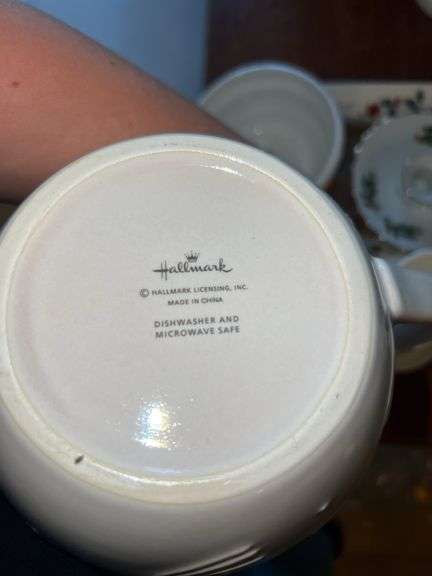 Hallmark
© HALLMARK LICENSING, INC.
MADE IN CHINA
DISHWASHER AND
MICROWAVE SAFE